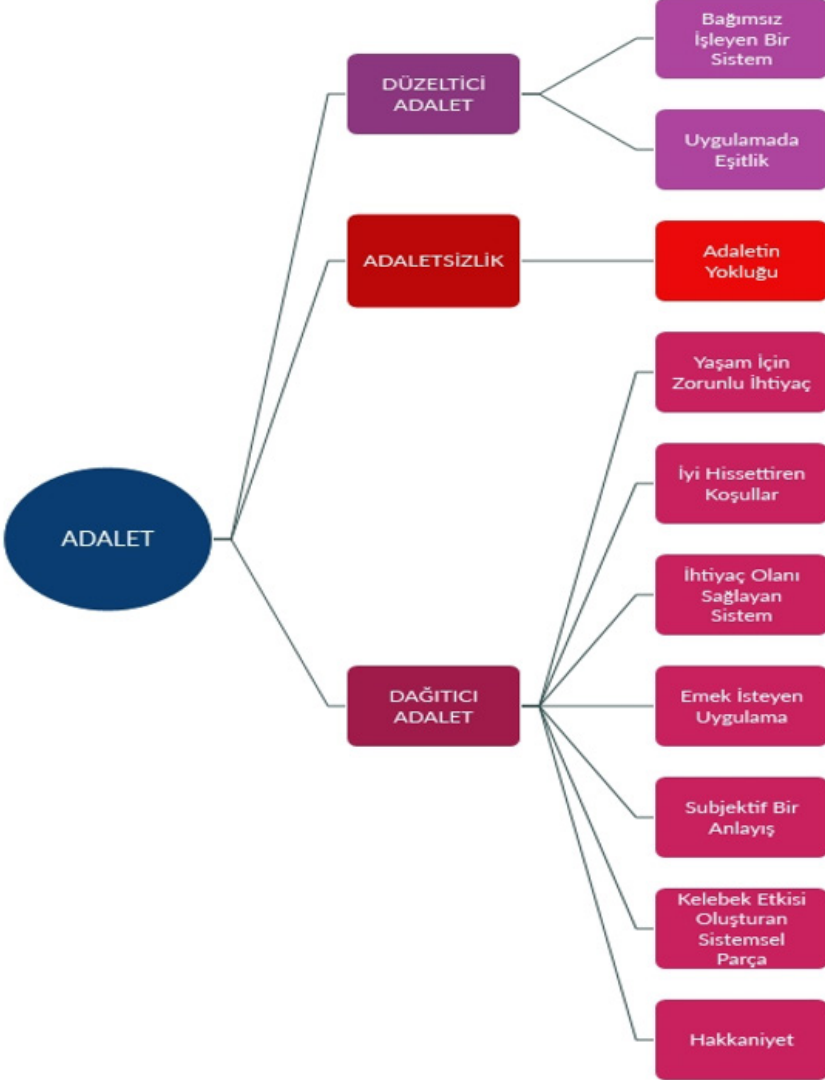 Bağımsız
İşleyen Bir
Sistem
DÜZELTİCİ
ADALET
Uygulamada
Eşitlik
ADALETSİZLİK
Adaletin
Yokluğu
Yaşam İçin
Zorunlu İhtiyaç
İyi Hissettiren
Koşullar
ADALET
İhtiyaç Olanı
Sağlayan
Sistem
DAĞITICI
ADALET
Emek İsteyen
Uygulama
Subjektif Bir
Anlayış
Kelebek Etkisi
Oluşturan
Sistemsel
Parça
Hakkaniyet